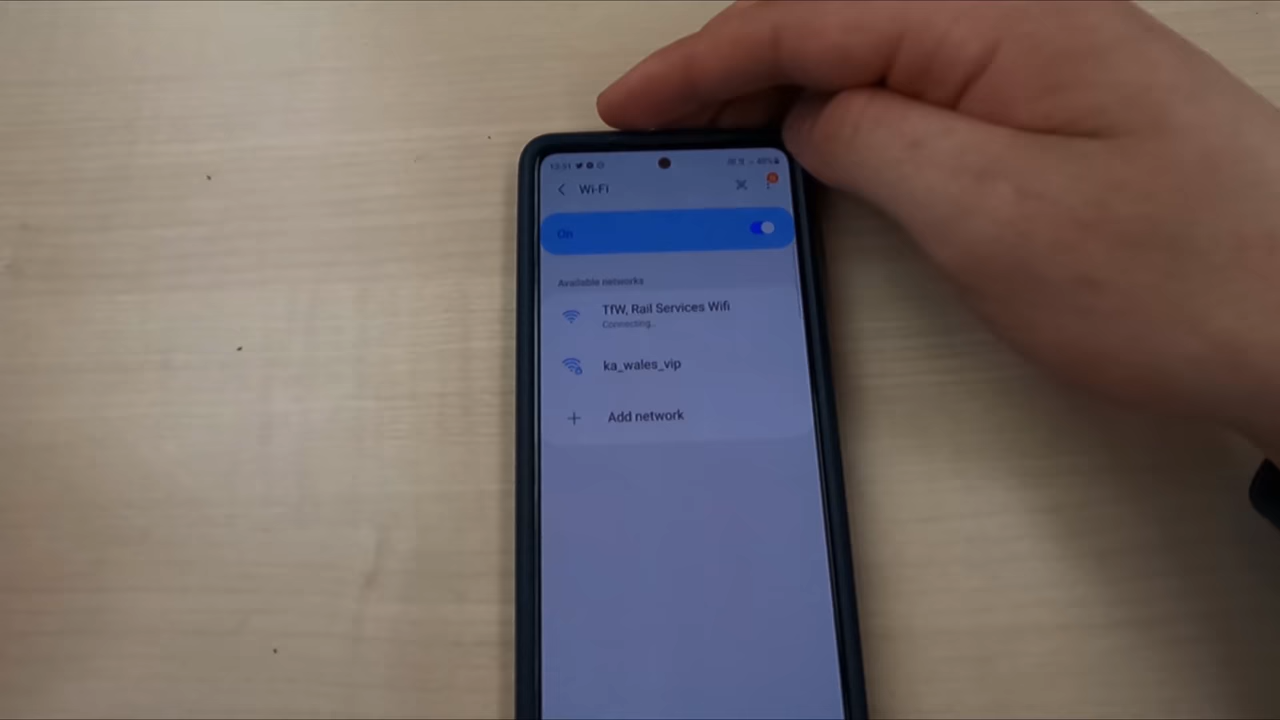 Wi-Fi
On
Available networks
TfW, Rail Services Wifi
Connecting...
ka_wales_vip
Add network